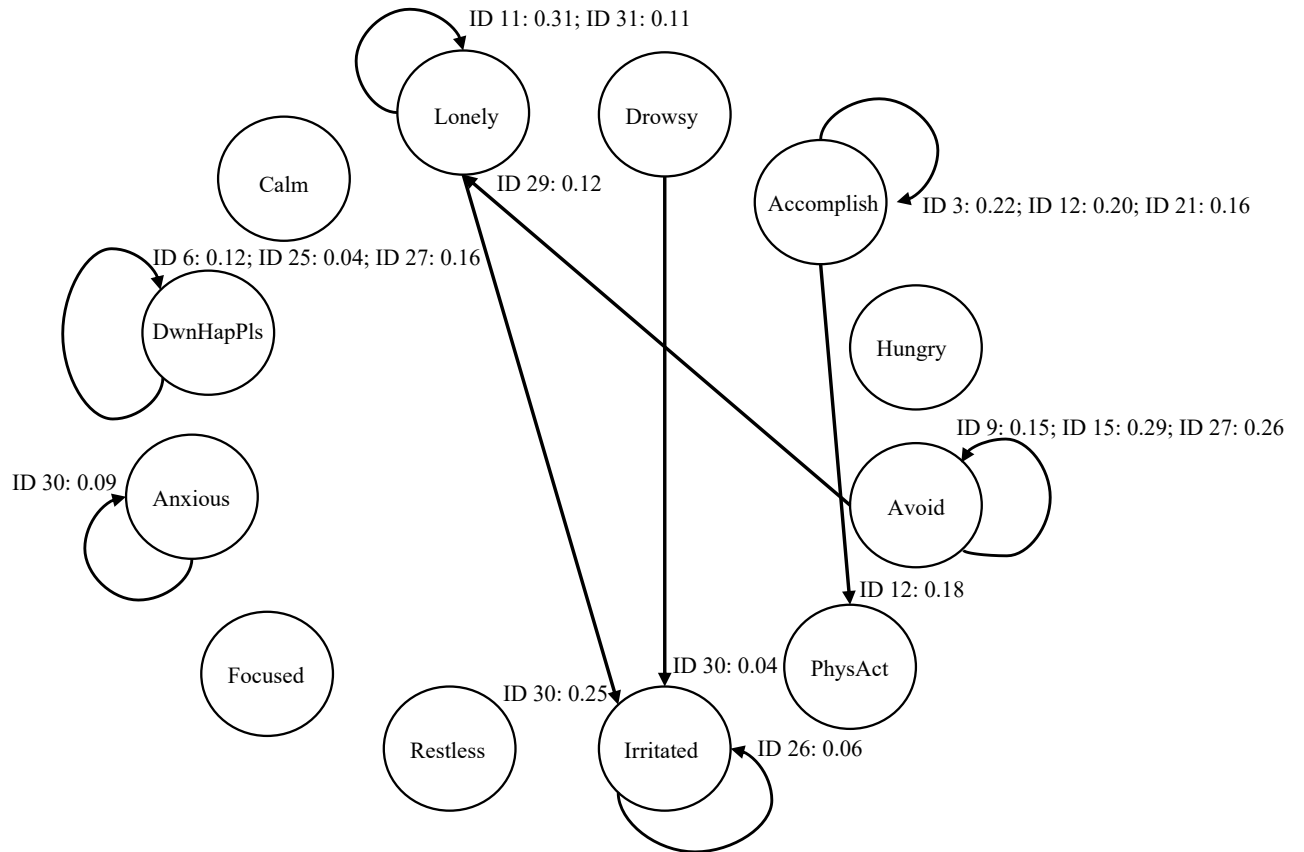 ID 11: 0.31; ID 31: 0.11
Lonely
Drowsy
Calm
ID 29: 0.12
Accomplish
ID 3: 0.22; ID 12: 0.20; ID 21: 0.16
ID 6: 0.12; ID 25: 0.04; ID 27: 0.16
DwnHapPls
Hungry
ID 9: 0.15; ID 15: 0.29; ID 27: 0.26
ID 30: 0.09
Anxious
Avoid
ID 12: 0.18
Focused
PhysAct
ID 30: 0.04
ID 30: 0.25
Restless
Irritated
ID 26: 0.06